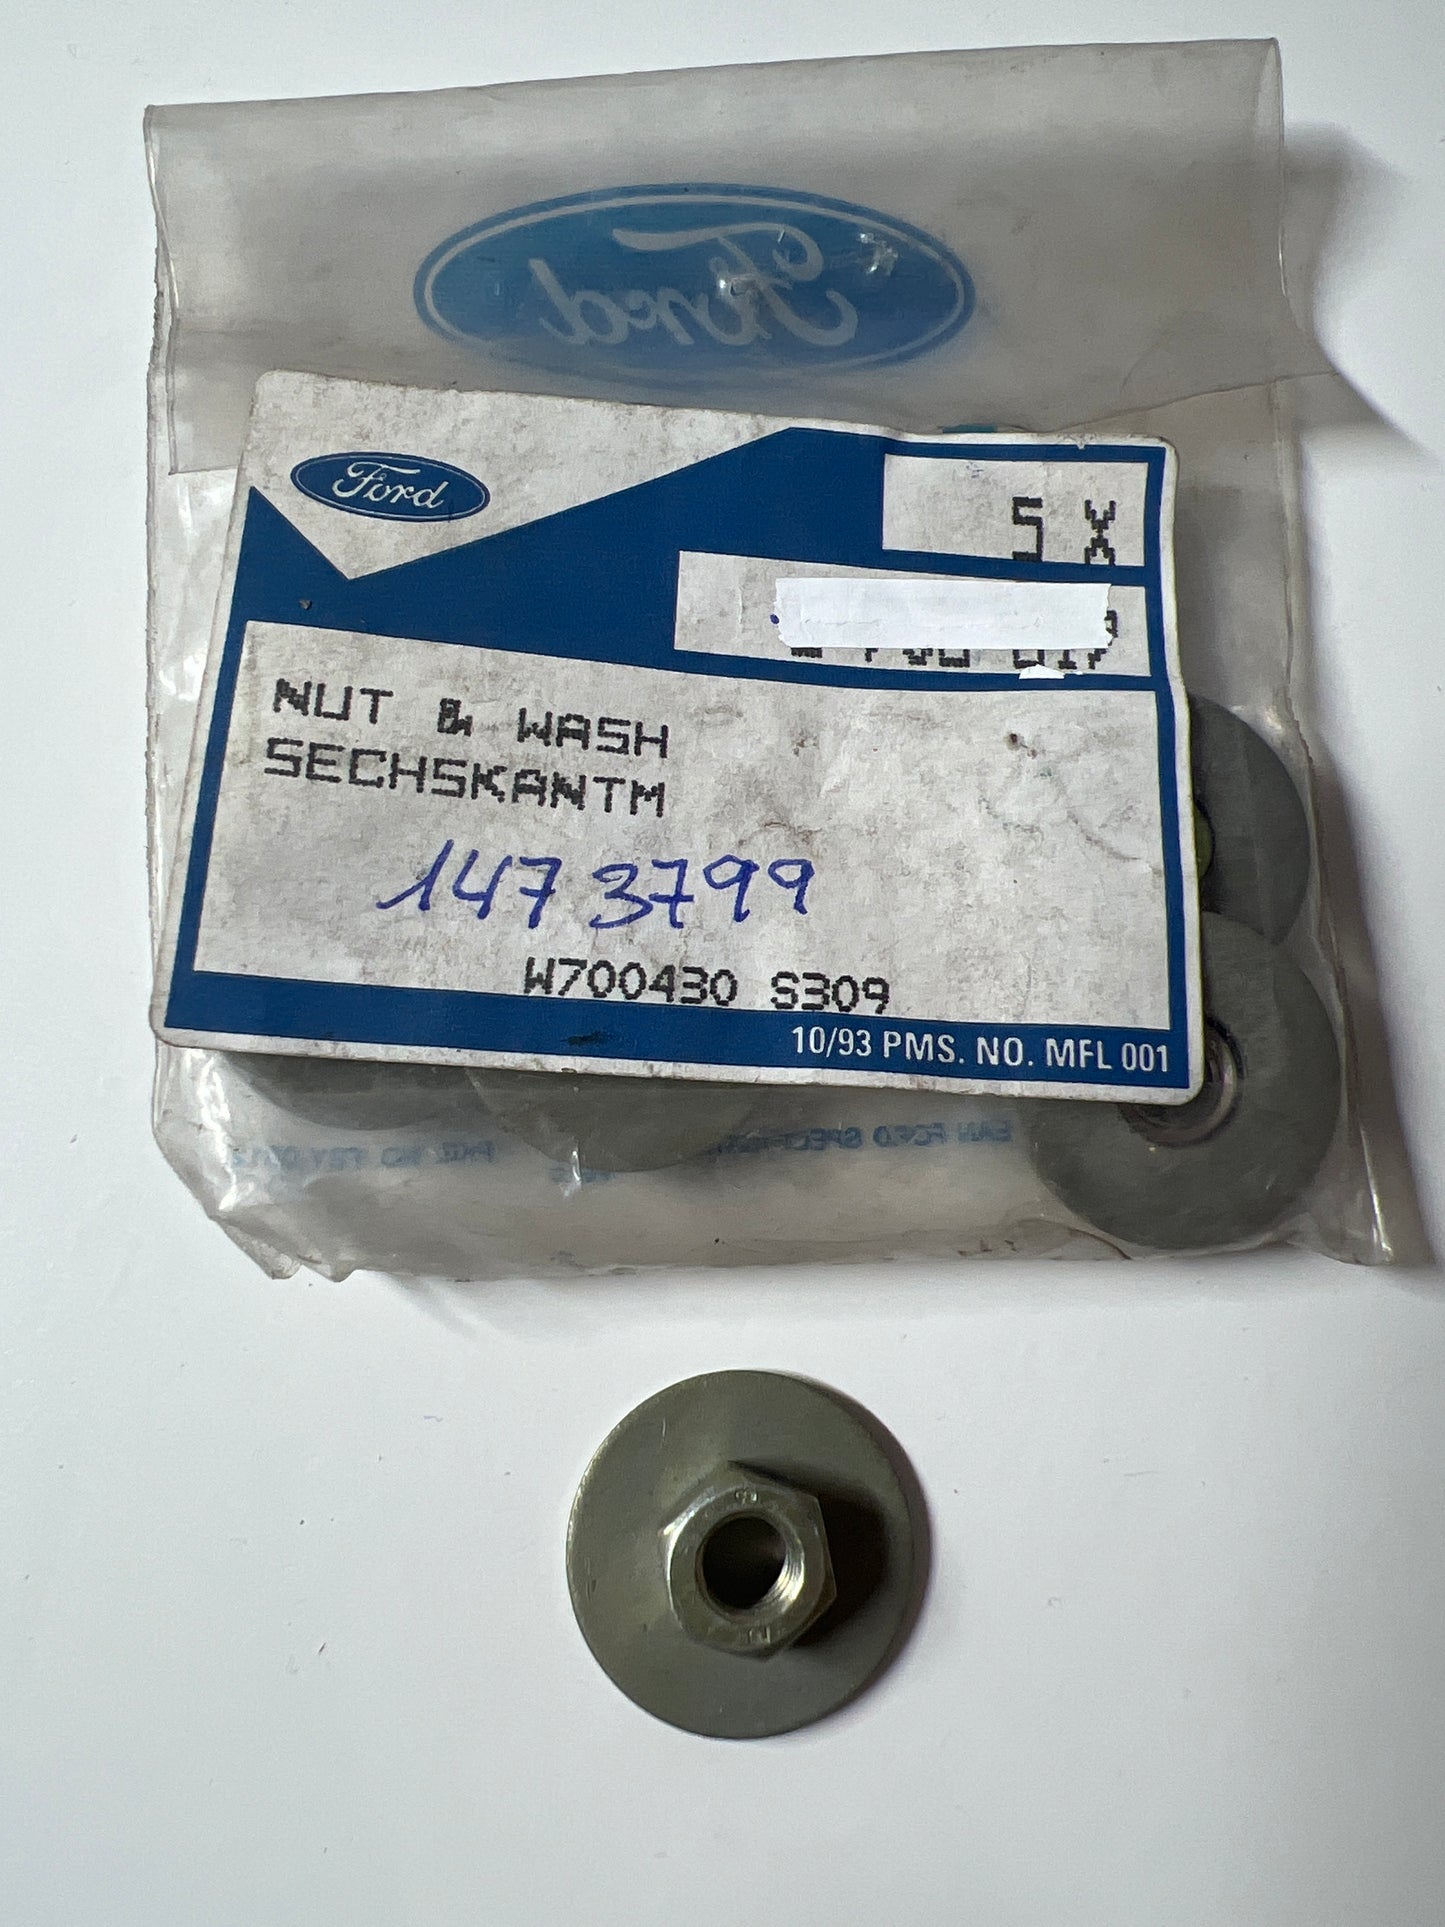 Ford
Ford
5 X
NUT & WASH
SECHSKANTM
1473799
W700430 S309
10/93 PMS. NO. MFL 001